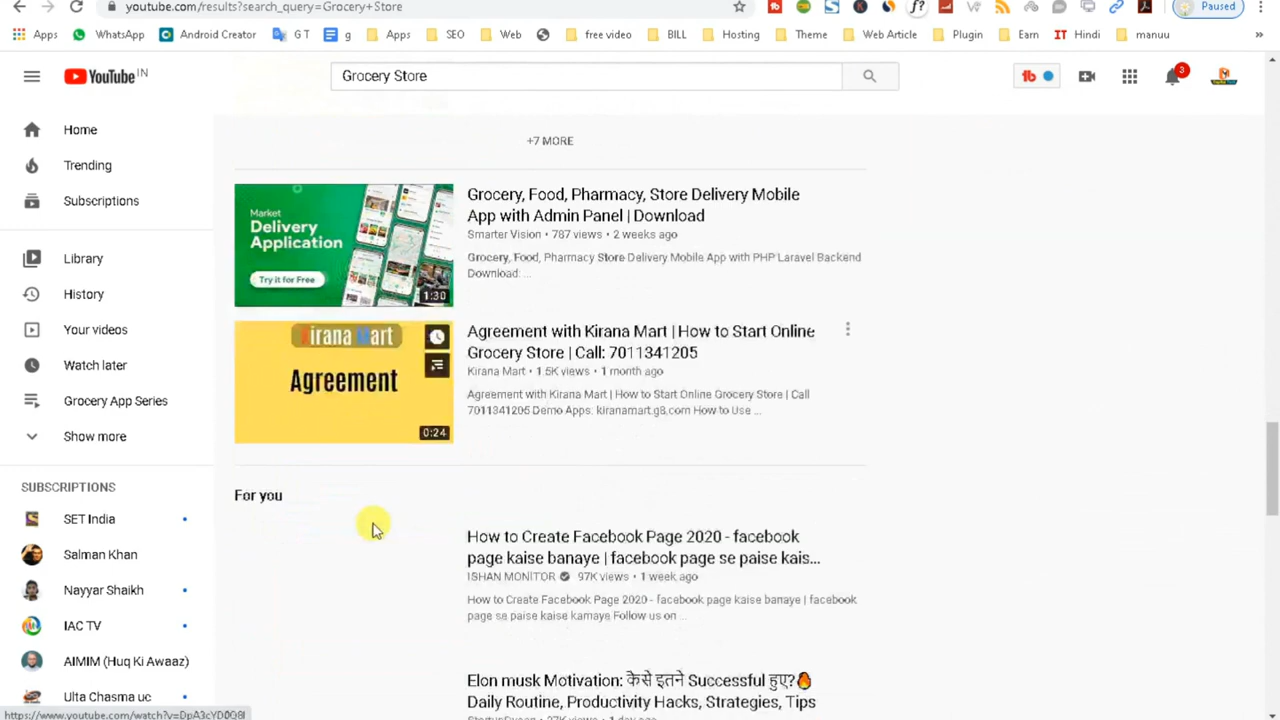 youtube.com/results?search_query=Grocery+Store
Paused
Apps
WhatsApp
Android Creator
G T
g
Apps
SEO
Web
free video
BILL
Hosting
Theme
Web Article
Plugin
Earn
IT Hindi
manuu
»
YouTube IN
Grocery Store
tb
3
Home
Trending
Subscriptions
Library
History
Your videos
Watch later
Grocery App Series
Show more
SUBSCRIPTIONS
SET India
Salman Khan
Nayyar Shaikh
IAC TV
AIMIM (Huq Ki Awaaz)
Ulta Chasma uc
+7 MORE
Market
Delivery
Application
Try it for Free
1:30
Grocery, Food, Pharmacy, Store Delivery Mobile
App with Admin Panel | Download
Smarter Vision • 787 views • 2 weeks ago
Grocery, Food, Pharmacy Store Delivery Mobile App with PHP Laravel Backend
Download: ...
Kirana Mart
Agreement
0:24
Agreement with Kirana Mart | How to Start Online
Grocery Store | Call: 7011341205
Kirana Mart • 1.5K views • 1 month ago
Agreement with Kirana Mart | How to Start Online Grocery Store | Call
7011341205 Demo Apps: kiranamart.g8.com How to Use ...
For you
How to Create Facebook Page 2020 - facebook
page kaise banaye | facebook page se paise kais...
ISHAN MONITOR 97K views • 1 week ago
How to Create Facebook Page 2020 - facebook page kaise banaye | facebook
page se paise kaise kamaye Follow us on ...
Elon musk Motivation: केसे इतने Successful हुए?🔥
Daily Routine, Productivity Hacks, Strategies, Tips
27K views • 1 day ago